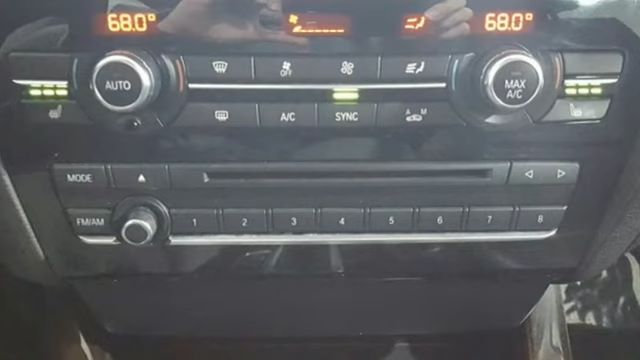 68.0° 68.0°
OFF
AUTO MAX A/C
A/C SYNC A M
MODE
FM/AM 1 2 3 4 5 6 7 8